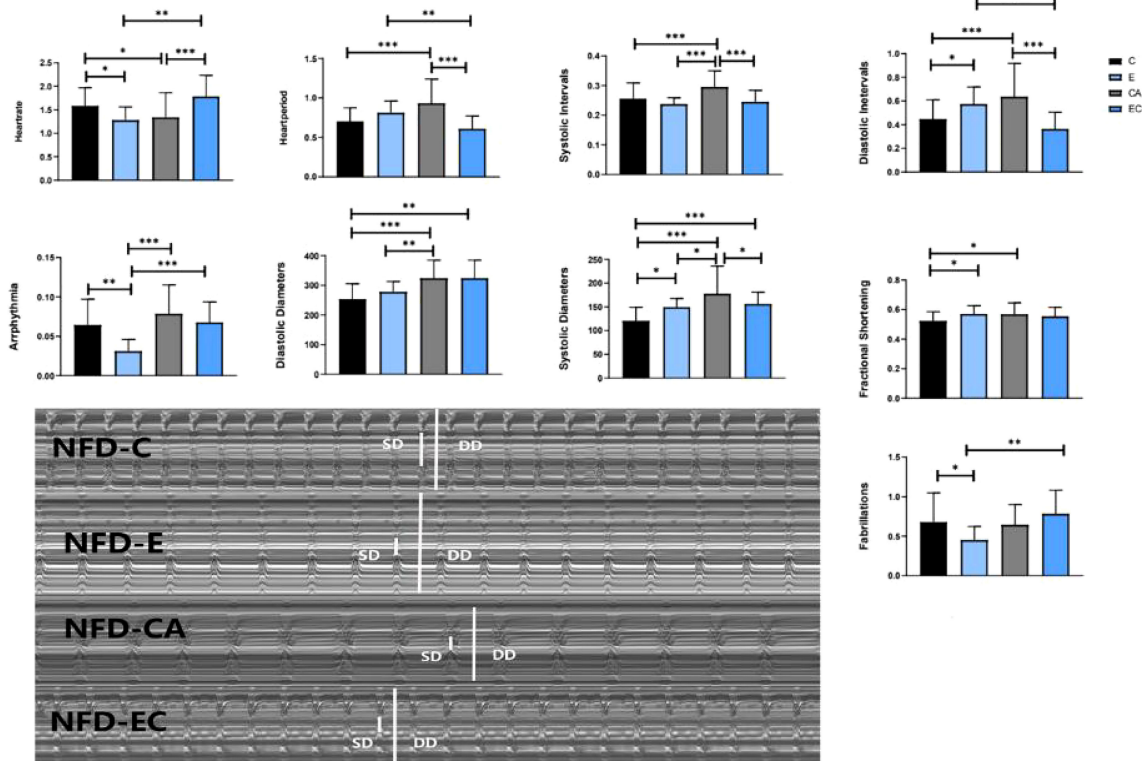 **
**
*
***
*
***
***
***
***
***
***
***
*
Heartrate
2.5
2.0
1.5
1.0
0.5
0.0
Heartperiod
1.5
1.0
0.5
0.0
Systolic Intervals
0.4
0.3
0.2
0.1
0.0
Diastolic Inetervals
1.0
0.8
0.6
0.4
0.2
0.0
C
E
CA
EC
***
***
**
**
***
**
***
***
*
*
*
*
*
Arrphythmia
0.15
0.10
0.05
0.00
Diastolic Diameters
400
300
200
100
0
Systolic Diameters
250
200
150
100
50
0
Fractional Shortening
0.8
0.6
0.4
0.2
0.0
NFD-C
SD
DD
NFD-E
SD
DD
NFD-CA
SD
DD
NFD-EC
SD
DD
**
*
Fabrillations
1.5
1.0
0.5
0.0